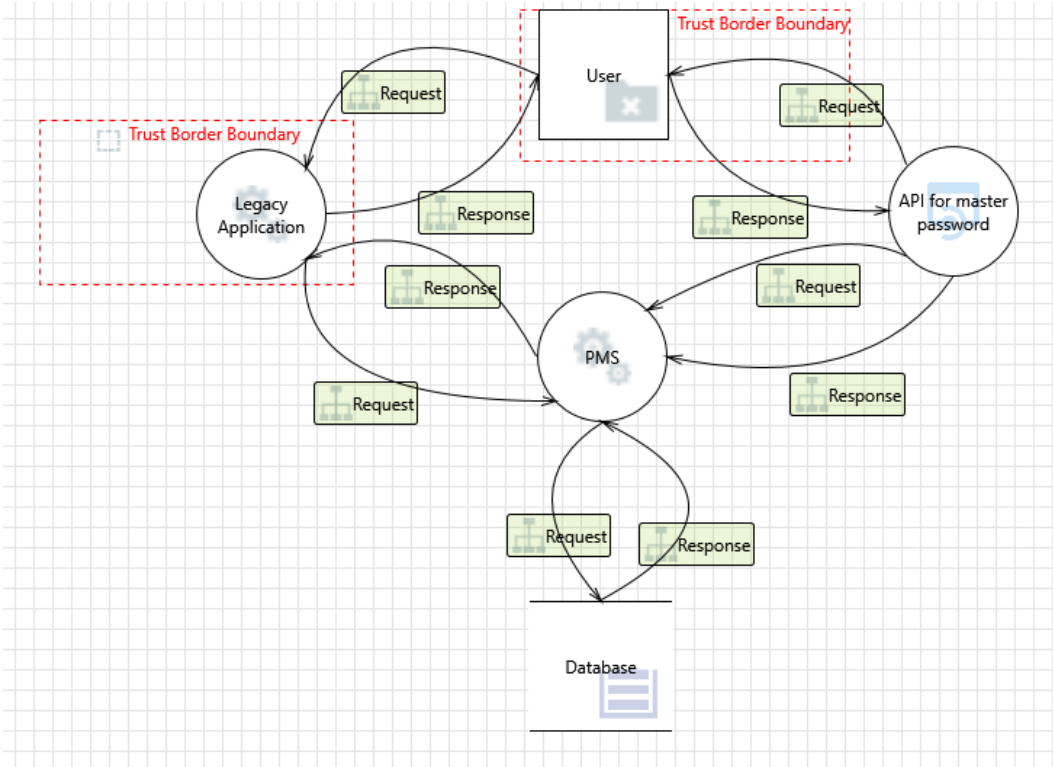 Trust Border Boundary
User
Request
Request
Trust Border Boundary
Legacy
Application
Response
Response
API for master
password
Response
Request
PMS
Request
Response
Request
Response
Database